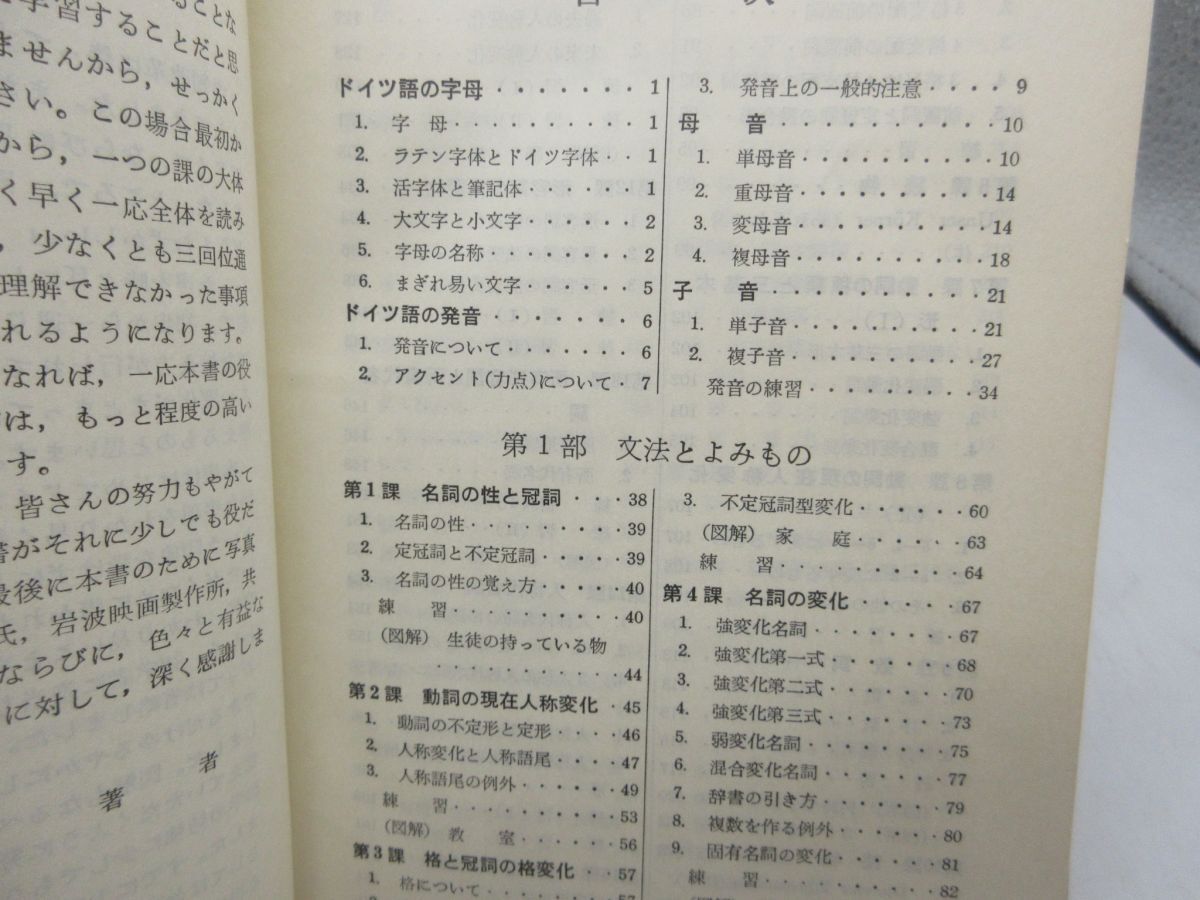 ることな
学習することだと思
ませんから，せっかく
さい。この場合最初か
から，一つの課の大体
く早く一応全体を読み
，少なくとも三回位通
理解できなかった事項
れるようになります。
なれば，一応本書の役
は，もっと程度の高い
す。
皆さんの努力もやがて
書がそれに少しでも役だ
最後に本書のために写真
氏，岩波映画製作所，共
ならびに，色々と有益な
に対して，深く感謝しま
著　者
目　次
ドイツ語の字母・・・・・・・1
1. 字　母・・・・・・・・・・1
2. ラテン字体とドイツ字体・・1
3. 活字体と筆記体・・・・・・1
4. 大文字と小文字・・・・・・2
5. 字母の名称・・・・・・・・2
6. まぎれ易い文字・・・・・・5
ドイツ語の発音・・・・・・・6
1. 発音について・・・・・・・6
2. アクセント(力点)について・7
3. 発音上の一般的注意・・・・9
母　音・・・・・・・・・・・10
1. 単母音・・・・・・・・・・10
2. 重母音・・・・・・・・・・14
3. 変母音・・・・・・・・・・14
4. 複母音・・・・・・・・・・18
子　音・・・・・・・・・・・21
1. 単子音・・・・・・・・・・21
2. 複子音・・・・・・・・・・27
発音の練習・・・・・・・・・34
第1部　文法とよみもの
第1課　名詞の性と冠詞・・・38
1. 名詞の性・・・・・・・・・39
2. 定冠詞と不定冠詞・・・・・39
3. 名詞の性の覚え方・・・・・40
練　習・・・・・・・・・・・40
(図解)　生徒の持っている物
・・・・・・・・・・・44
第2課　動詞の現在人称変化・45
1. 動詞の不定形と定形・・・・46
2. 人称変化と人称語尾・・・・47
3. 人称語尾の例外・・・・・・49
練　習・・・・・・・・・・・53
(図解)　教　室・・・・・・・56
第3課　格と冠詞の格変化・・57
1. 格について・・・・・・・・57
3. 不定冠詞型変化・・・・・・60
(図解)　家　庭・・・・・・・63
練　習・・・・・・・・・・・64
第4課　名詞の変化・・・・・67
1. 強変化名詞・・・・・・・・67
2. 強変化第一式・・・・・・・68
3. 強変化第二式・・・・・・・70
4. 強変化第三式・・・・・・・73
5. 弱変化名詞・・・・・・・・75
6. 混合変化名詞・・・・・・・77
7. 辞書の引き方・・・・・・・79
8. 複数を作る例外・・・・・・80
9. 固有名詞の変化・・・・・・81
練　習・・・・・・・・・・・82